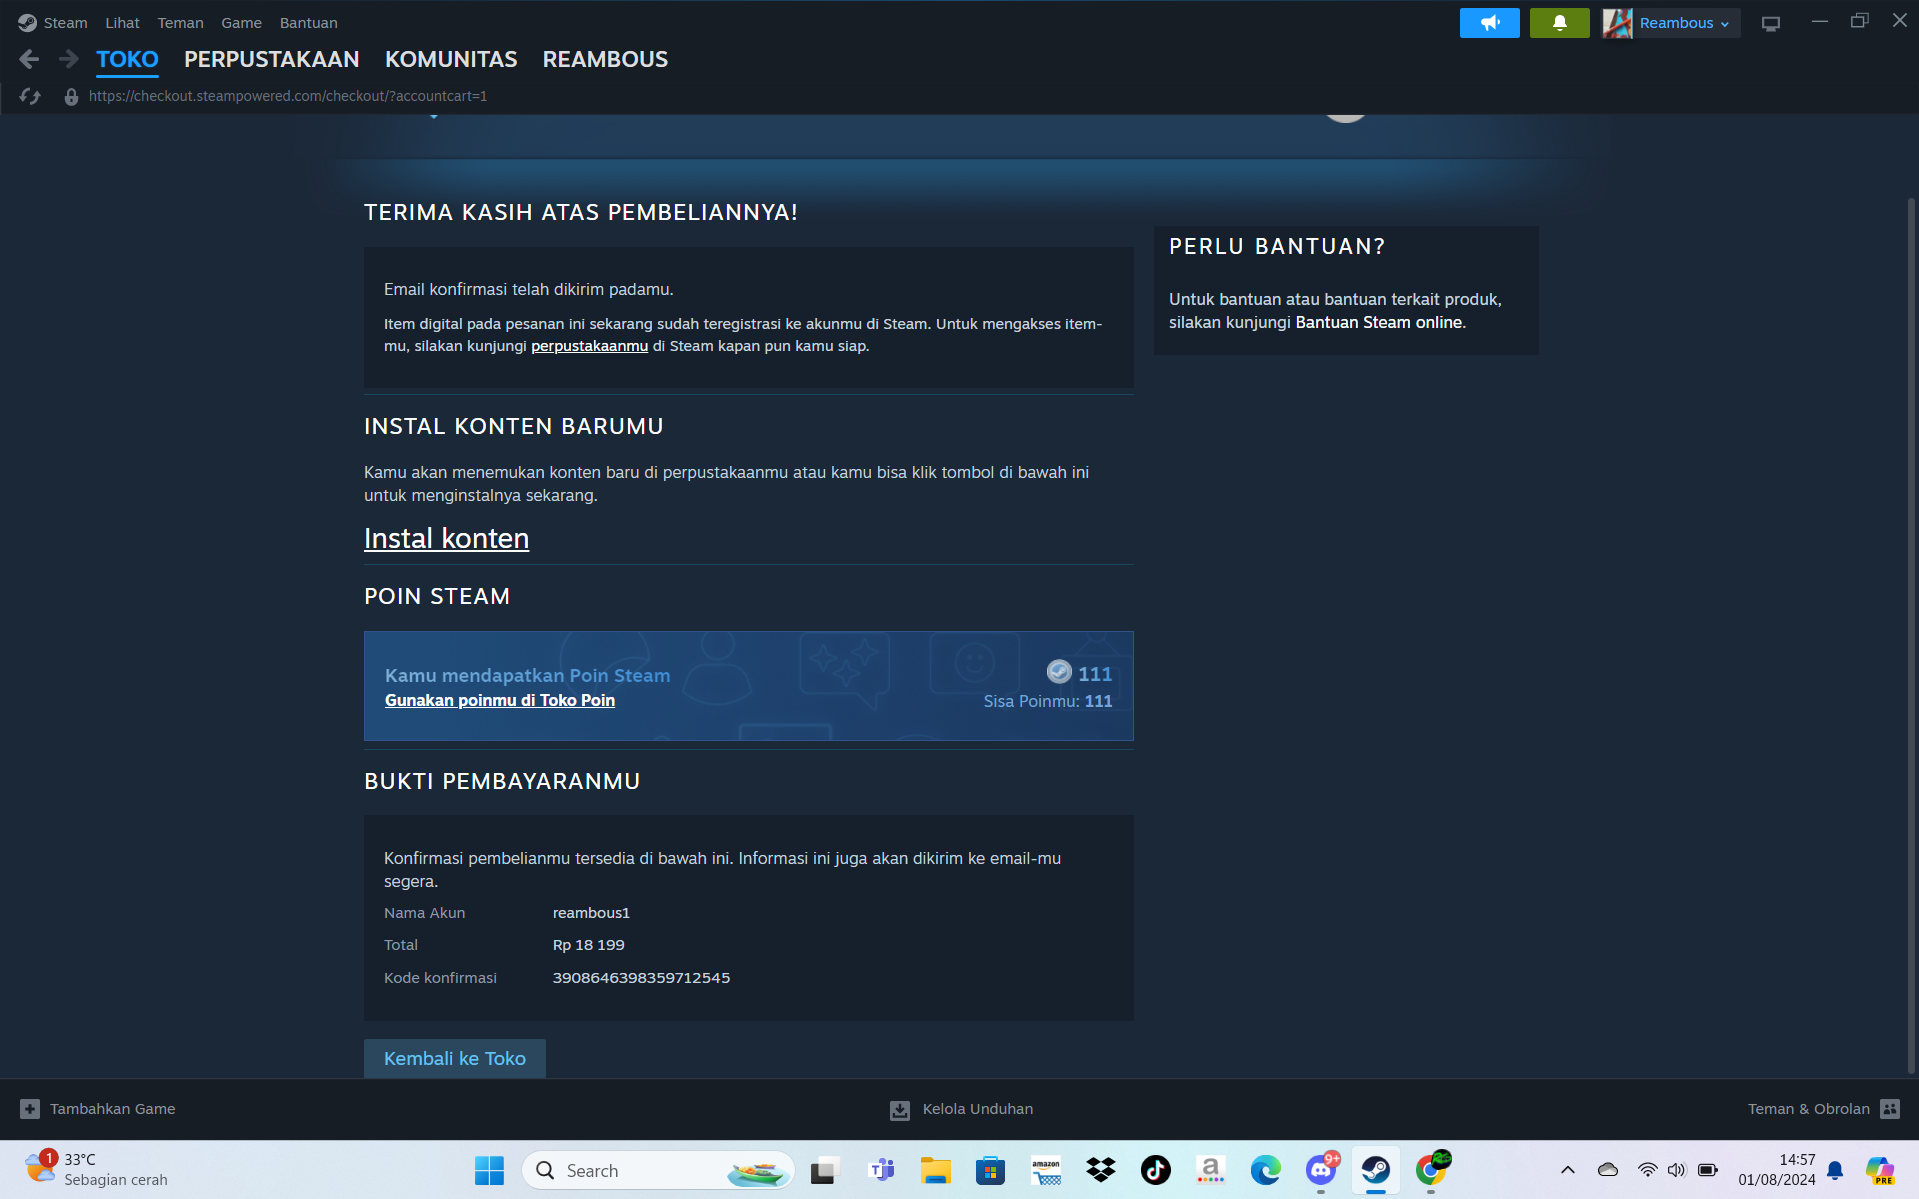 Steam Lihat Teman Game Bantuan
Reambous
TOKO PERPUSTAKAAN KOMUNITAS REAMBOUS
https://checkout.steampowered.com/checkout/?accountcart=1
TERIMA KASIH ATAS PEMBELIANNYA!
Email konfirmasi telah dikirim padamu.
Item digital pada pesanan ini sekarang sudah teregistrasi ke akunmu di Steam. Untuk mengakses item-
mu, silakan kunjungi perpustakaanmu di Steam kapan pun kamu siap.
PERLU BANTUAN?
Untuk bantuan atau bantuan terkait produk,
silakan kunjungi Bantuan Steam online.
INSTAL KONTEN BARUMU
Kamu akan menemukan konten baru di perpustakaanmu atau kamu bisa klik tombol di bawah ini
untuk menginstalnya sekarang.
Instal konten
POIN STEAM
Kamu mendapatkan Poin Steam
111
Gunakan poinmu di Toko Poin
Sisa Poinmu: 111
BUKTI PEMBAYARANMU
Konfirmasi pembelianmu tersedia di bawah ini. Informasi ini juga akan dikirim ke email-mu
segera.
Nama Akun reambous1
Total Rp 18 199
Kode konfirmasi 3908646398359712545
Kembali ke Toko
Tambahkan Game
Kelola Unduhan
Teman & Obrolan
1
33°C
Sebagian cerah
Search
amazon
a
9+
14:57
01/08/2024
PRE